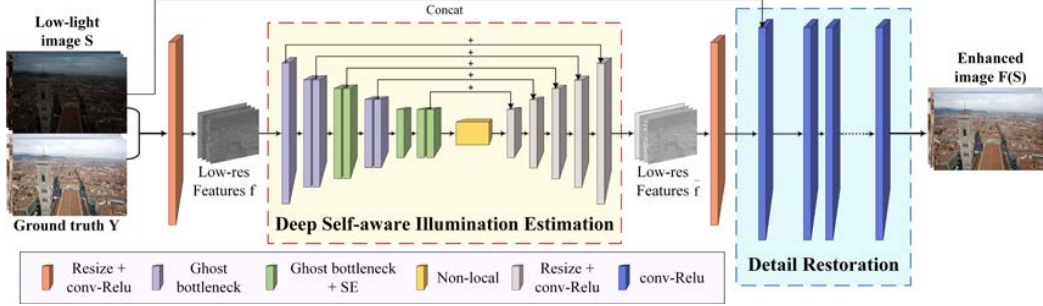 Concat
Low-light
image S
Ground truth Y
Low-res
Features f
+
+
+
+
+
Deep Self-aware Illumination Estimation
Low-res
Features f
Detail Restoration
Enhanced
image F(S)
Resize +
conv-Relu
Ghost
bottleneck
Ghost bottleneck
+ SE
Non-local
Resize +
conv-Relu
conv-Relu